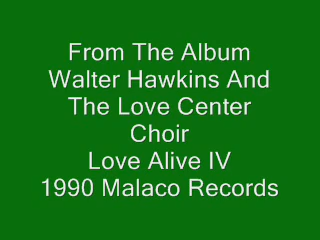 From The Album
Walter Hawkins And
The Love Center
Choir
Love Alive IV
1990 Malaco Records